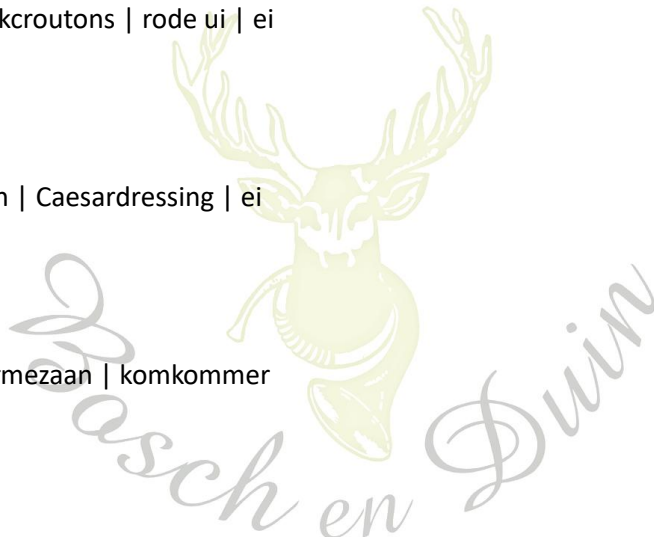 kcroutons | rode ui | ei
| Caesardressing | ei
mezaan | komkommer
Bosch en Duin